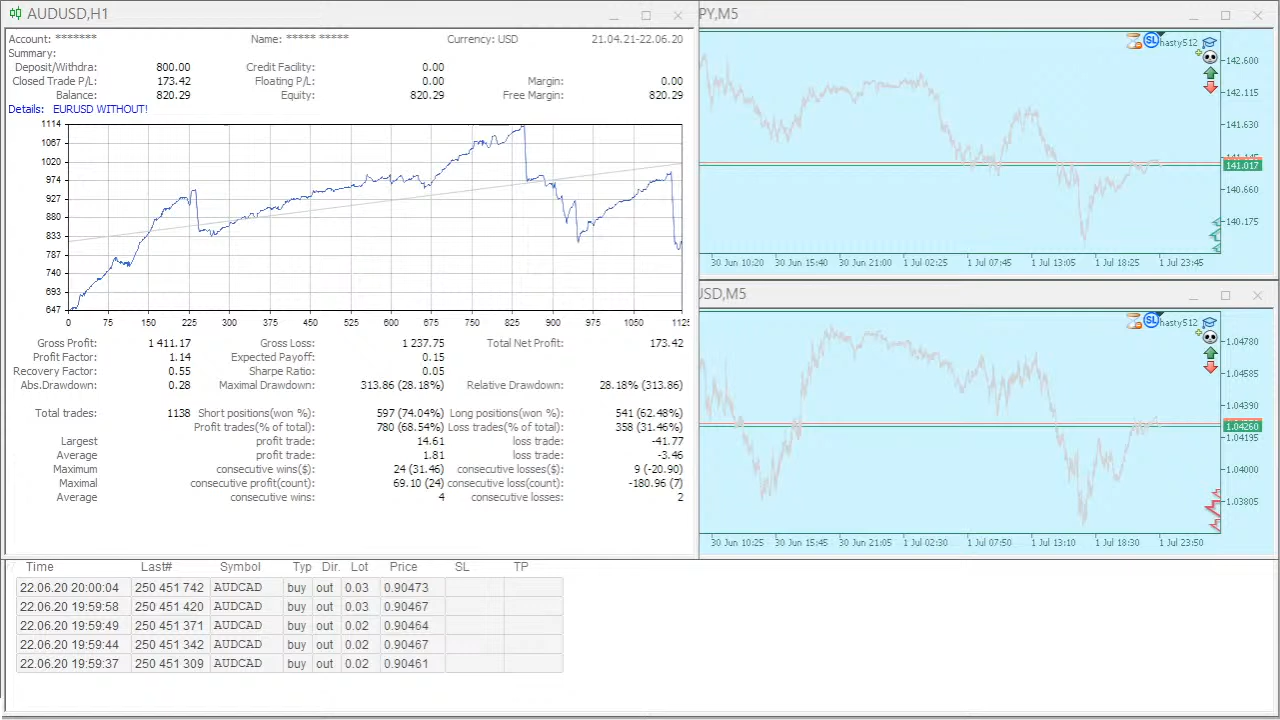 AUDUSD,H1
Account: ******* Name: ***** ***** Currency: USD 21.04.21-22.06.20
Summary:
Deposit/Withdra: 800.00 Credit Facility: 0.00
Closed Trade P/L: 173.42 Floating P/L: 0.00 Margin: 0.00
Balance: 820.29 Equity: 820.29 Free Margin: 820.29
Details: EURUSD WITHOUT!
1114
1067
1020
974
927
880
833
787
740
693
647
0 75 150 225 300 375 450 525 600 675 750 825 900 975 1050 1125
Gross Profit: 1 411.17 Gross Loss: 1 237.75 Total Net Profit: 173.42
Profit Factor: 1.14 Expected Payoff: 0.15
Recovery Factor: 0.55 Sharpe Ratio: 0.05
Abs.Drawdown: 0.28 Maximal Drawdown: 313.86 (28.18%) Relative Drawdown: 28.18% (313.86)
Total trades: 1138 Short positions(won %): 597 (74.04%) Long positions(won %): 541 (62.48%)
Profit trades(% of total): 780 (68.54%) Loss trades(% of total): 358 (31.46%)
Largest profit trade: 14.61 loss trade: -41.77
Average profit trade: 1.81 loss trade: -3.46
Maximum consecutive wins($): 24 (31.46) consecutive losses($): 9 (-20.90)
Maximal consecutive profit(count): 69.10 (24) consecutive loss(count): -180.96 (7)
Average consecutive wins: 4 consecutive losses: 2
PY,M5
SL hasty512
142.600
142.115
141.630
141.145
141.017
140.660
140.175
30 Jun 10:20 30 Jun 15:40 30 Jun 21:00 1 Jul 02:25 1 Jul 07:45 1 Jul 13:05 1 Jul 18:25 1 Jul 23:45
USD,M5
SL hasty512
1.04780
1.04585
1.04390
1.04260
1.04195
1.04000
1.03805
30 Jun 10:25 30 Jun 15:45 30 Jun 21:05 1 Jul 02:30 1 Jul 07:50 1 Jul 13:10 1 Jul 18:30 1 Jul 23:50
Time Last# Symbol Typ Dir. Lot Price SL TP
22.06.20 20:00:04 250 451 742 AUDCAD buy out 0.03 0.90473
22.06.20 19:59:58 250 451 420 AUDCAD buy out 0.03 0.90467
22.06.20 19:59:49 250 451 371 AUDCAD buy out 0.02 0.90464
22.06.20 19:59:44 250 451 342 AUDCAD buy out 0.02 0.90467
22.06.20 19:59:37 250 451 309 AUDCAD buy out 0.02 0.90461